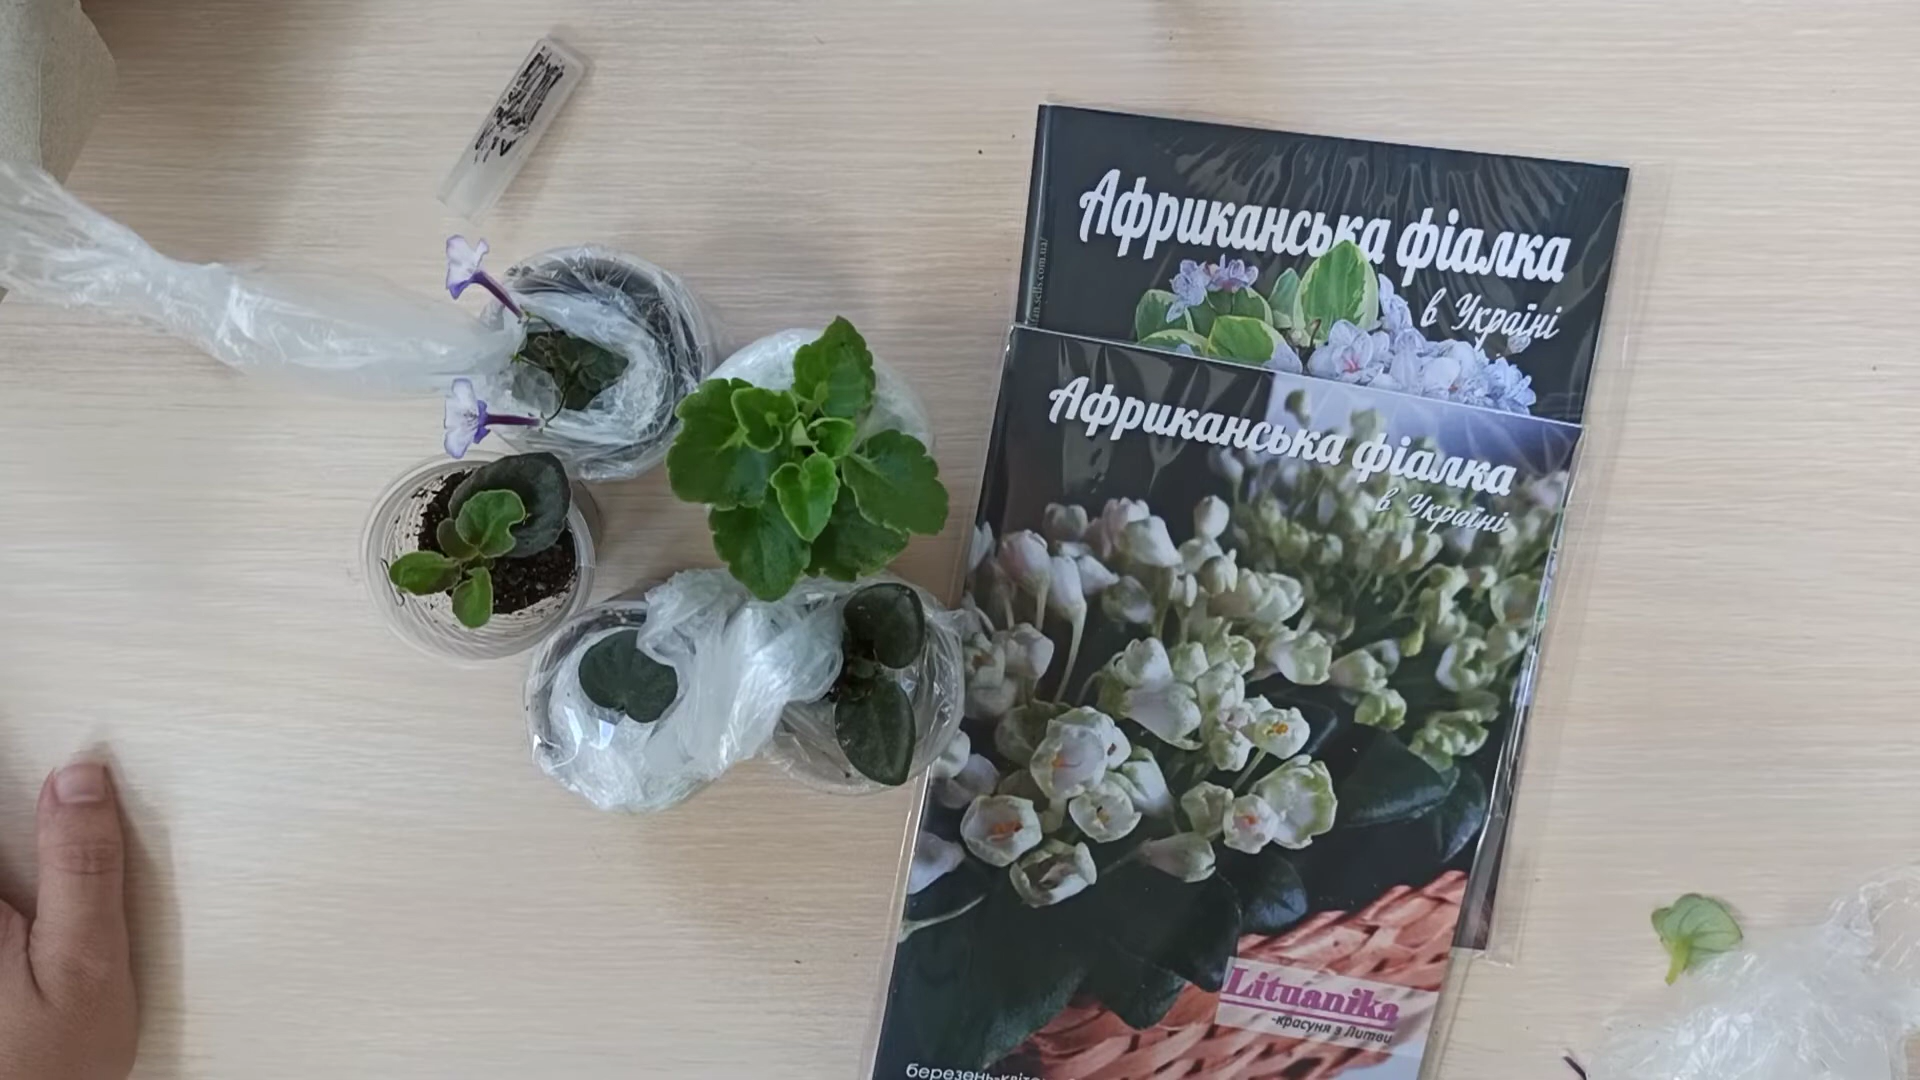 Африканська фіалка
в Україні
Африканська фіалка
в Україні
Lituanika
-красуня з Литви